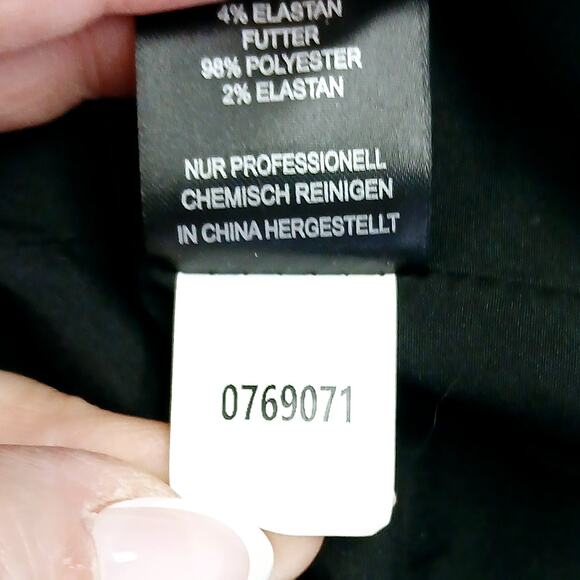 4% ELASTAN
FUTTER
98% POLYESTER
2% ELASTAN
NUR PROFESSIONELL
CHEMISCH REINIGEN
IN CHINA HERGESTELLT
0769071